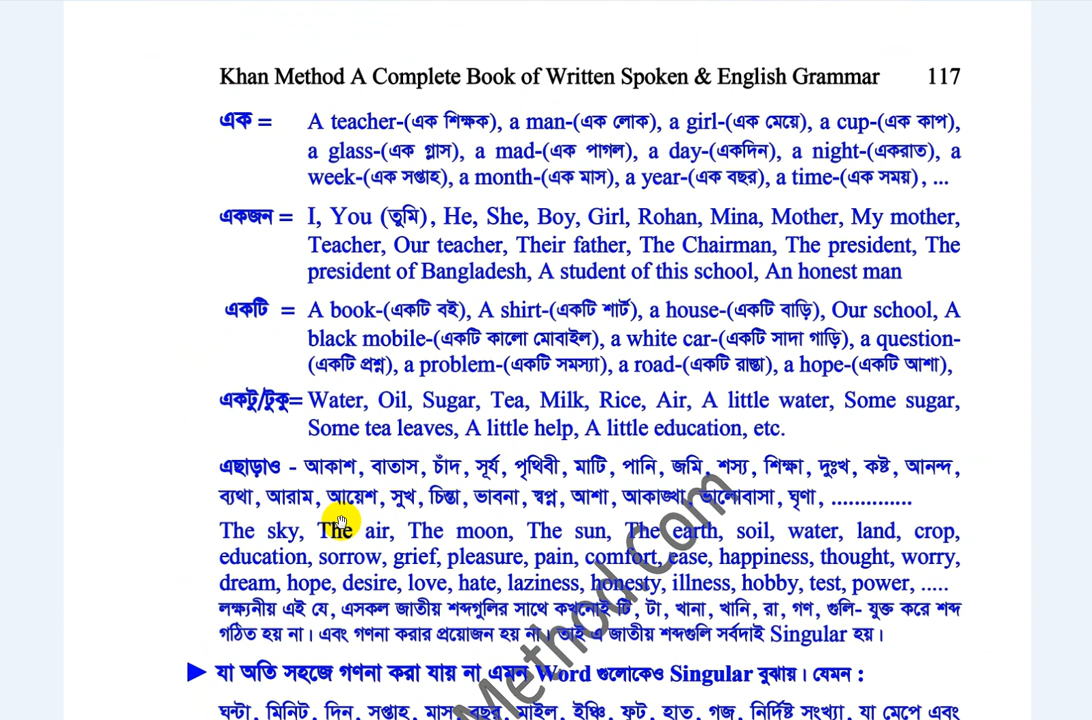 Khan Method A Complete Book of Written Spoken & English Grammar 117
এক = A teacher-(এক শিক্ষক), a man-(এক লোক), a girl-(এক মেয়ে), a cup-(এক কাপ),
a glass-(এক গ্লাস), a mad-(এক পাগল), a day-(একদিন), a night-(একরাত), a
week-(এক সপ্তাহ), a month-(এক মাস), a year-(এক বছর), a time-(এক সময়), ...
একজন = I, You (তুমি), He, She, Boy, Girl, Rohan, Mina, Mother, My mother,
Teacher, Our teacher, Their father, The Chairman, The president, The
president of Bangladesh, A student of this school, An honest man
একটি = A book-(একটি বই), A shirt-(একটি শার্ট), a house-(একটি বাড়ি), Our school, A
black mobile-(একটি কালো মোবাইল), a white car-(একটি সাদা গাড়ি), a question-
(একটি প্রশ্ন), a problem-(একটি সমস্যা), a road-(একটি রাস্তা), a hope-(একটি আশা),
একটু/টুকু= Water, Oil, Sugar, Tea, Milk, Rice, Air, A little water, Some sugar,
Some tea leaves, A little help, A little education, etc.
এছাড়াও - আকাশ, বাতাস, চাঁদ, সূর্য, পৃথিবী, মাটি, পানি, জমি, শস্য, শিক্ষা, দুঃখ, কষ্ট, আনন্দ,
ব্যথা, আরাম, আয়েশ, সুখ, চিন্তা, ভাবনা, স্বপ্ন, আশা, আকাঙ্খা, ভালোবাসা, ঘৃণা, ...............
The sky, The air, The moon, The sun, The earth, soil, water, land, crop,
education, sorrow, grief, pleasure, pain, comfort, ease, happiness, thought, worry,
dream, hope, desire, love, hate, laziness, honesty, illness, hobby, test, power, .....
লক্ষ্যনীয় এই যে, এসকল জাতীয় শব্দগুলির সাথে কখনোই টি, টা, খানা, খানি, রা, গণ, গুলি- যুক্ত করে শব্দ
গঠিত হয় না। এবং গণনা করার প্রয়োজন হয় না। তাই এ জাতীয় শব্দগুলি সর্বদাই Singular হয়।
► যা অতি সহজে গণনা করা যায় না এমন Word গুলোকেও Singular বুঝায়। যেমন :
ঘন্টা, মিনিট, দিন, সপ্তাহ, মাস, বছর, মাইল, ইঞ্চি, ফুট, হাত, গজ, নির্দিষ্ট সংখ্যা, যা মেপে এবং
Method.Com